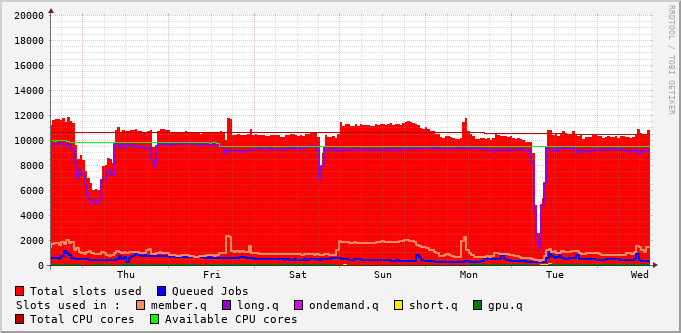 20000
18000
16000
14000
12000
10000
8000
6000
4000
2000
0
Thu Fri Sat Sun Mon Tue Wed
RRDTOOL / TOBI OETIKER
Total slots used Queued Jobs
Slots used in : member.q long.q ondemand.q short.q gpu.q
Total CPU cores Available CPU cores